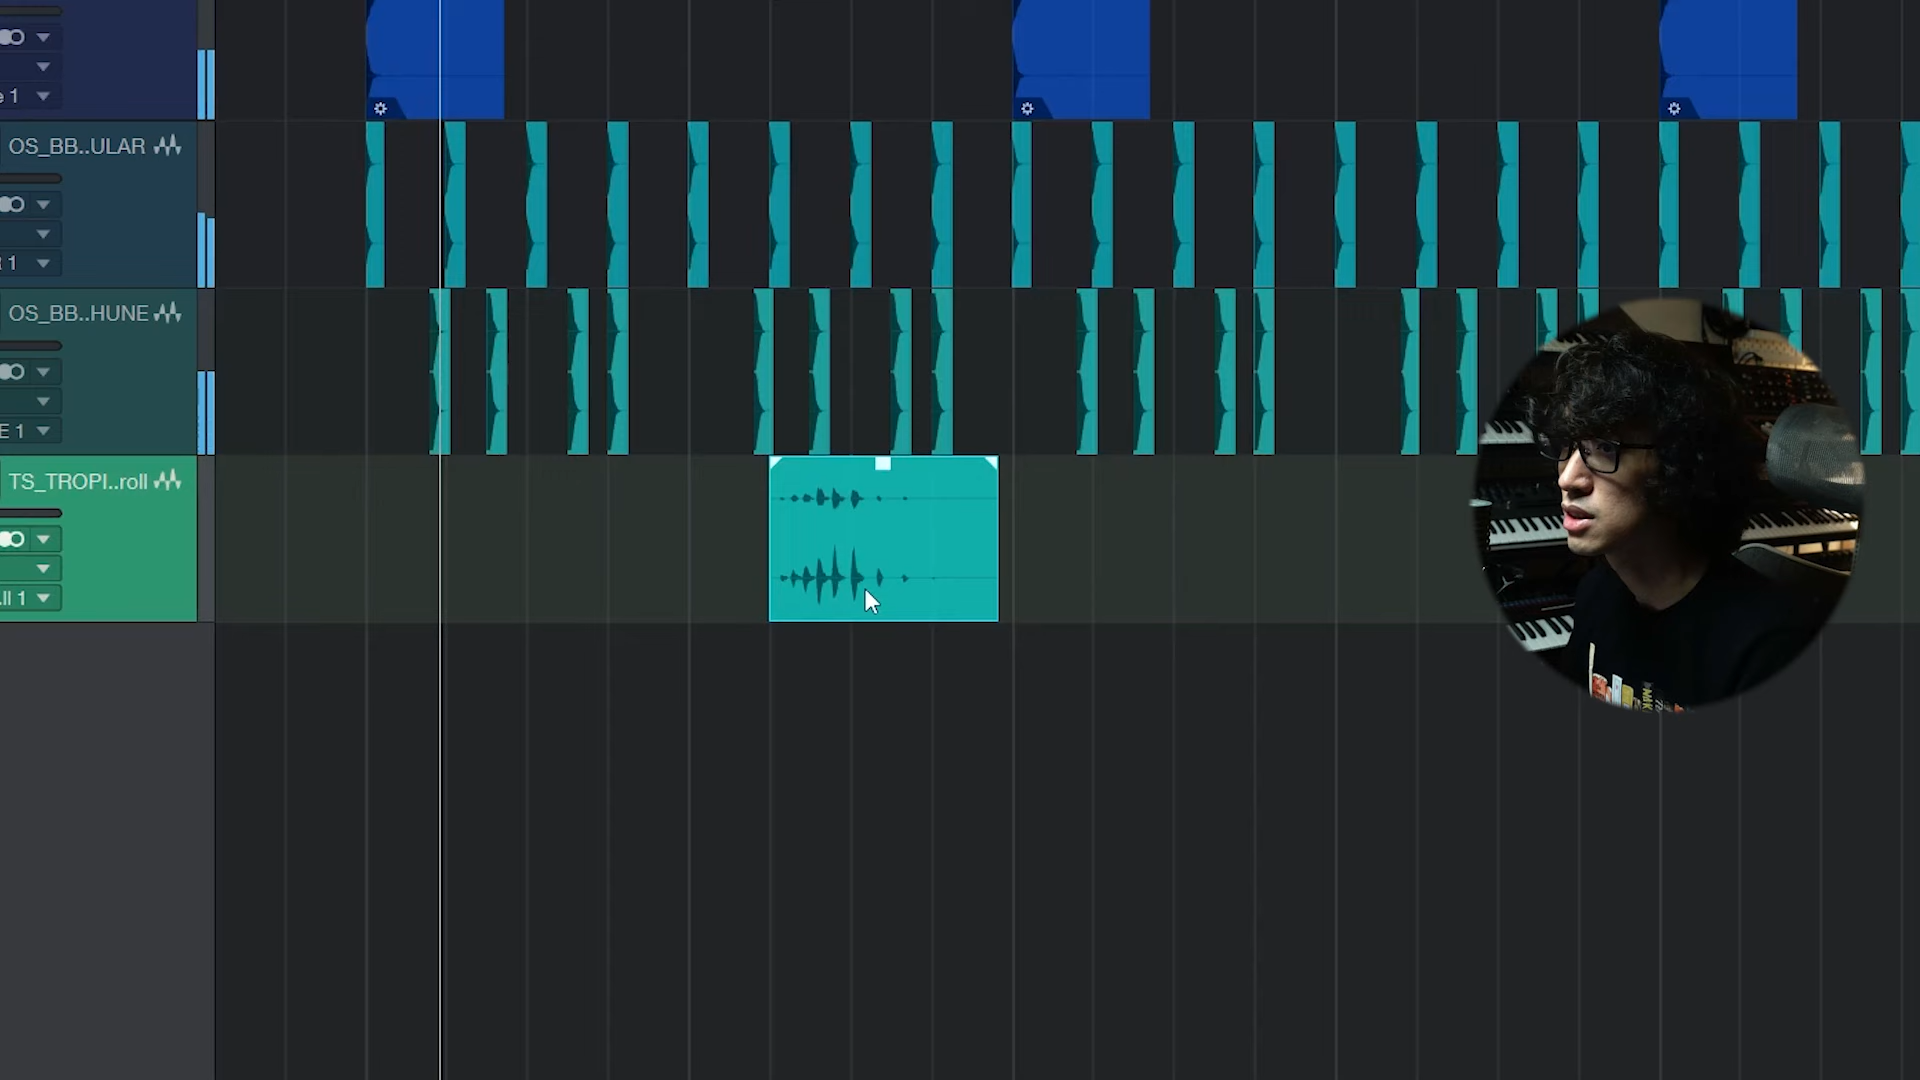 e 1
OS_BB..ULAR
1
OS_BB..HUNE
E 1
TS_TROPI..roll
ll 1